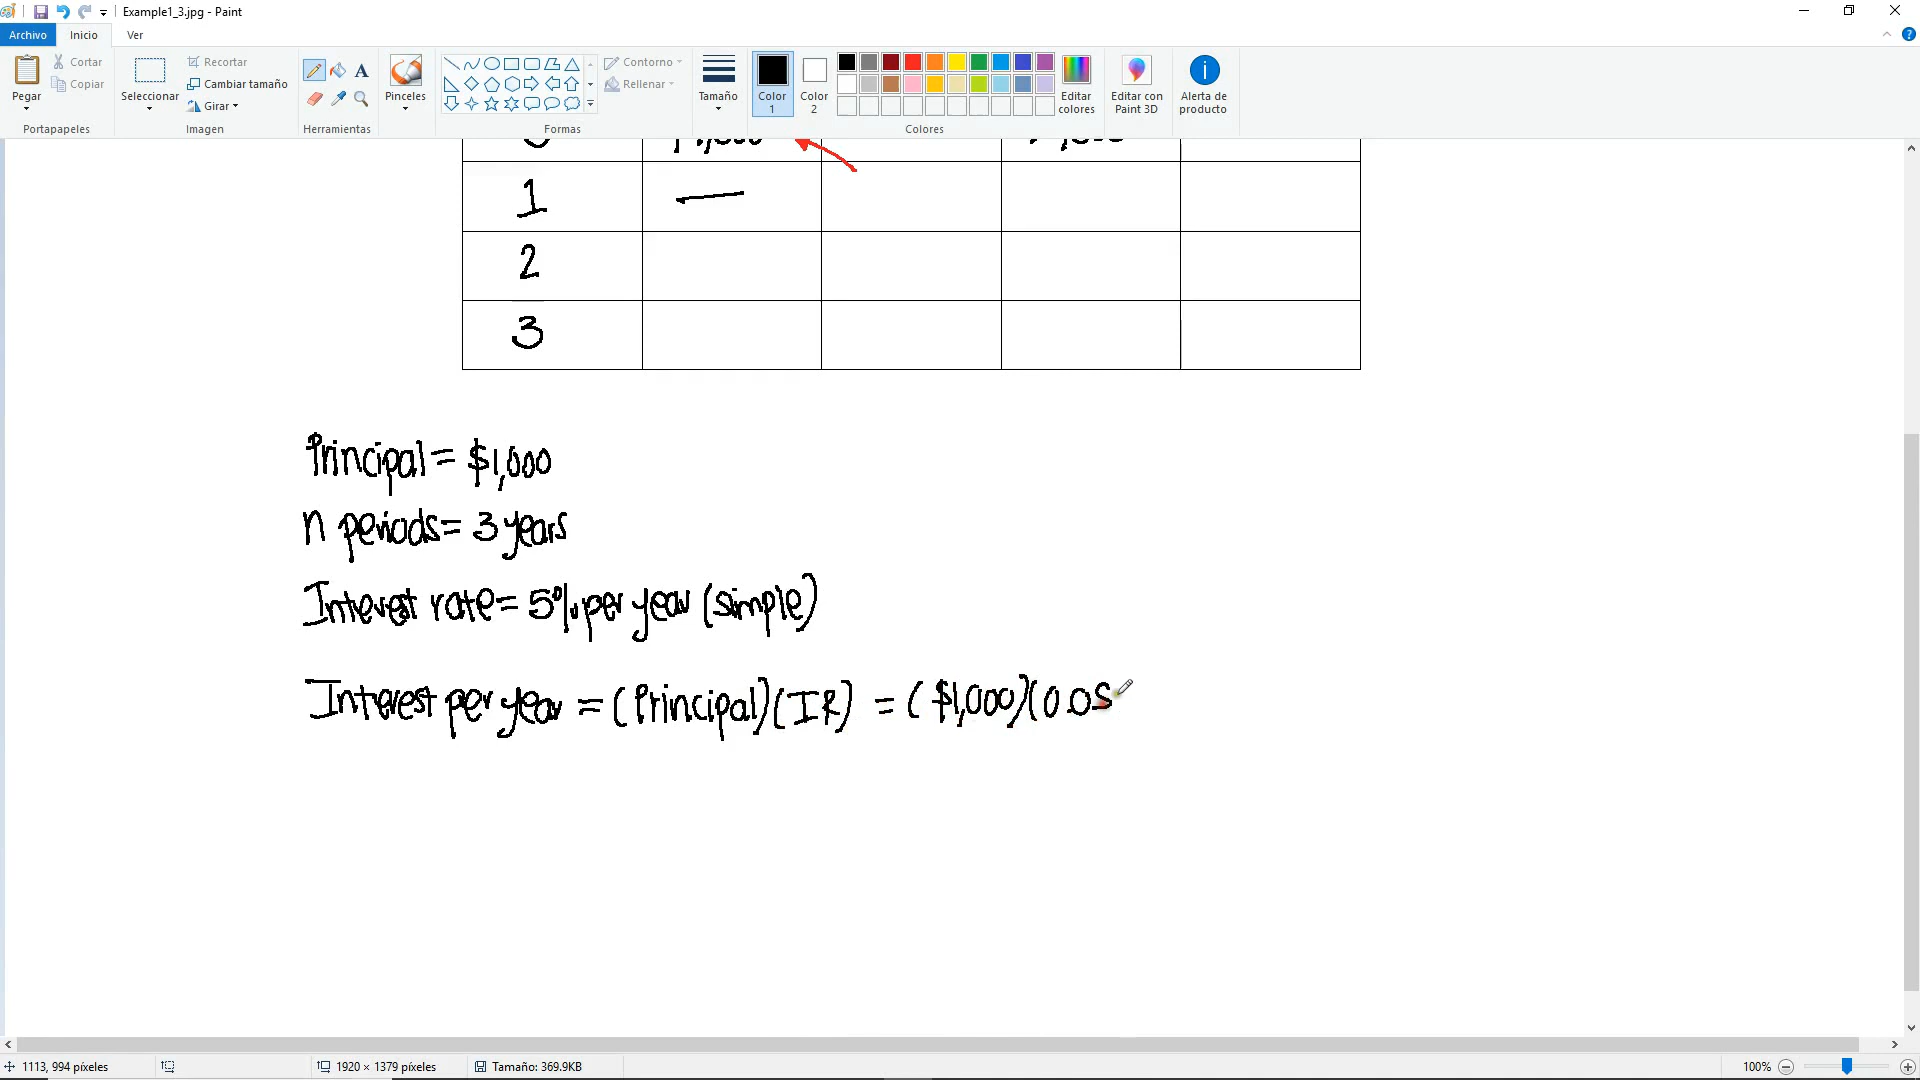 Example1_3.jpg - Paint
Archivo Inicio Ver
Pegar
Cortar
Copiar
Portapapeles
Seleccionar
Recortar
Cambiar tamaño
Girar
Imagen
A
Herramientas
Pinceles
Contorno
Rellenar
Formas
Tamaño
Color 1
Color 2
Editar colores
Colores
Editar con Paint 3D
Alerta de producto
1 —
2
3
Principal = $1,000
n periods = 3 years
Interest rate = 5% per year (simple)
Interest per year = (Principal)(IR) = ($1,000)(0.05
1113, 994 píxeles 1920 × 1379 píxeles Tamaño: 369.9KB 100%